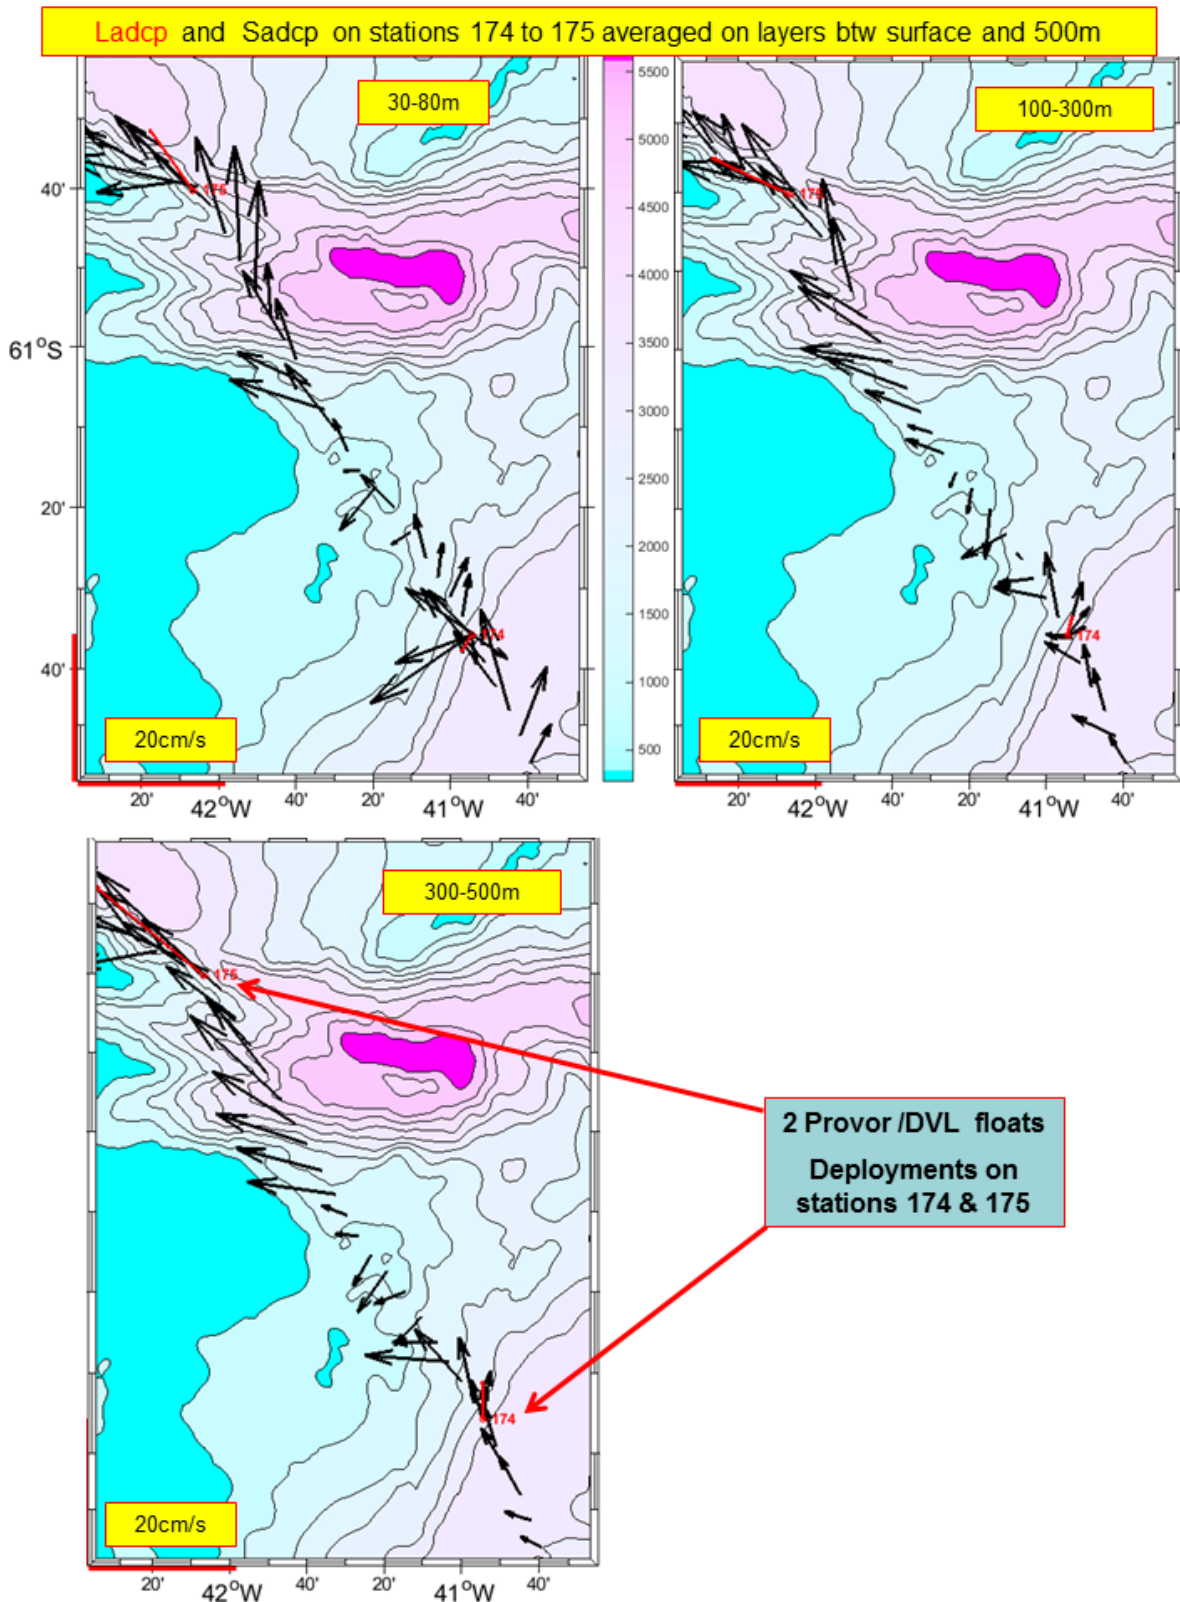 Ladcp and Sadcp on stations 174 to 175 averaged on layers btw surface and 500m
30-80m
100-300m
5500
5000
4500
4000
3500
3000
2500
2000
1500
1000
500
40'
61°S
20'
40'
175
174
175
174
20cm/s
20cm/s
20'
42°W
40'
20'
41°W
40'
20'
42°W
40'
20'
41°W
40'
300-500m
175
174
20cm/s
20'
42°W
40'
20'
41°W
40'
2 Provor /DVL floats
Deployments on
stations 174 & 175